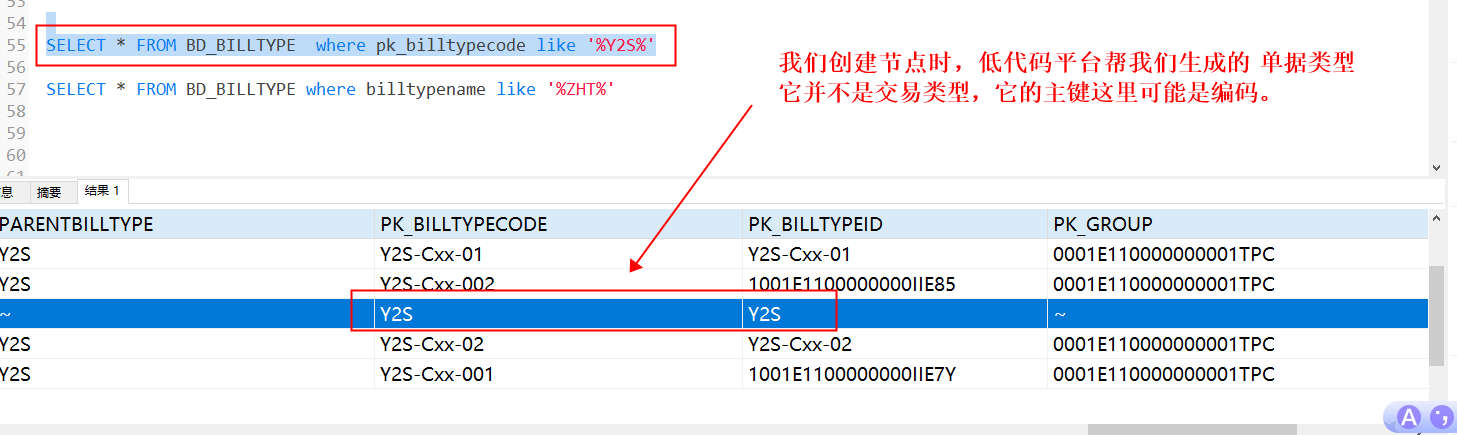 53
54
55 SELECT * FROM BD_BILLTYPE  where pk_billtypecode like '%Y2S%'
56
57 SELECT * FROM BD_BILLTYPE where billtypename like '%ZHT%'
58
59
60
61
我们创建节点时，低代码平台帮我们生成的 单据类型
它并不是交易类型，它的主键这里可能是编码。
息 摘要 结果 1
PARENTBILLTYPE PK_BILLTYPECODE PK_BILLTYPEID PK_GROUP
Y2S Y2S-Cxx-01 Y2S-Cxx-01 0001E110000000001TPC
Y2S Y2S-Cxx-002 1001E1100000000IIE85 0001E110000000001TPC
~ Y2S Y2S ~
Y2S Y2S-Cxx-02 Y2S-Cxx-02 0001E110000000001TPC
Y2S Y2S-Cxx-001 1001E1100000000IIE7Y 0001E110000000001TPC
A